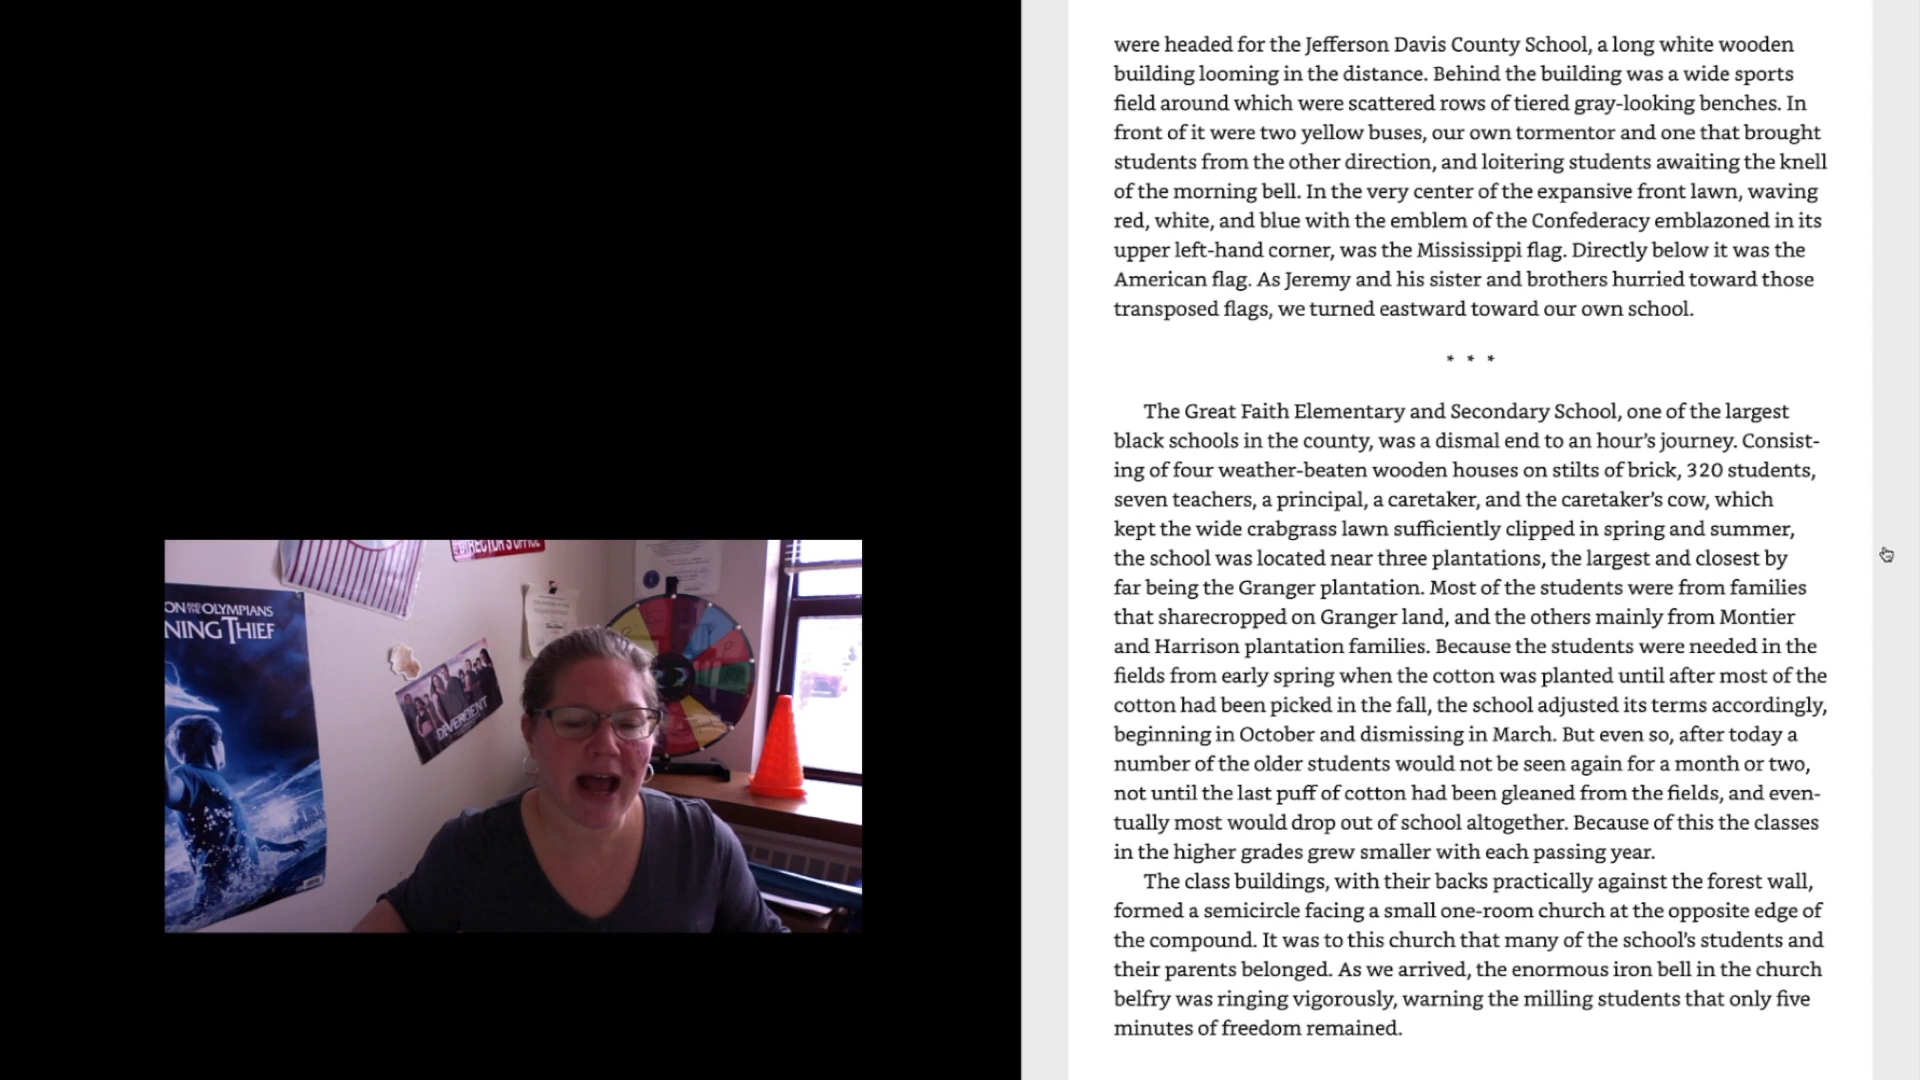 were headed for the Jefferson Davis County School, a long white wooden
building looming in the distance. Behind the building was a wide sports
field around which were scattered rows of tiered gray-looking benches. In
front of it were two yellow buses, our own tormentor and one that brought
students from the other direction, and loitering students awaiting the knell
of the morning bell. In the very center of the expansive front lawn, waving
red, white, and blue with the emblem of the Confederacy emblazoned in its
upper left-hand corner, was the Mississippi flag. Directly below it was the
American flag. As Jeremy and his sister and brothers hurried toward those
transposed flags, we turned eastward toward our own school.
* * *
The Great Faith Elementary and Secondary School, one of the largest
black schools in the county, was a dismal end to an hour's journey. Consist-
ing of four weather-beaten wooden houses on stilts of brick, 320 students,
seven teachers, a principal, a caretaker, and the caretaker's cow, which
kept the wide crabgrass lawn sufficiently clipped in spring and summer,
the school was located near three plantations, the largest and closest by
far being the Granger plantation. Most of the students were from families
that sharecropped on Granger land, and the others mainly from Montier
and Harrison plantation families. Because the students were needed in the
fields from early spring when the cotton was planted until after most of the
cotton had been picked in the fall, the school adjusted its terms accordingly,
beginning in October and dismissing in March. But even so, after today a
number of the older students would not be seen again for a month or two,
not until the last puff of cotton had been gleaned from the fields, and even-
tually most would drop out of school altogether. Because of this the classes
in the higher grades grew smaller with each passing year.
The class buildings, with their backs practically against the forest wall,
formed a semicircle facing a small one-room church at the opposite edge of
the compound. It was to this church that many of the school's students and
their parents belonged. As we arrived, the enormous iron bell in the church
belfry was ringing vigorously, warning the milling students that only five
minutes of freedom remained.
DIRECTOR'S OFFICE
ON AND THE OLYMPIANS
NING THIEF
DIVERGENT
P